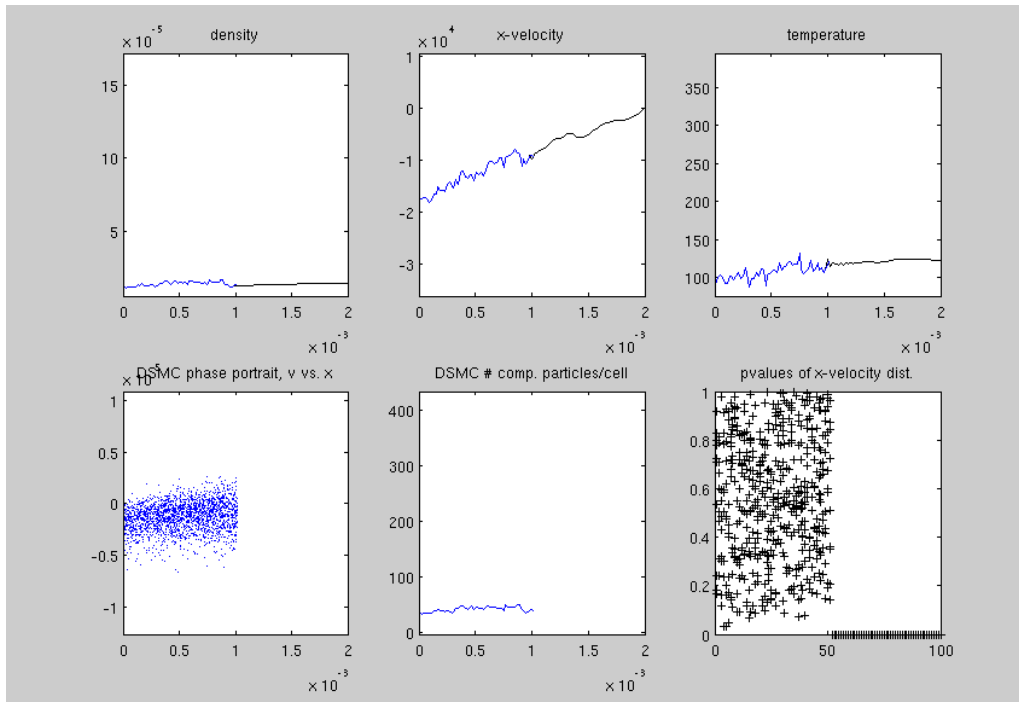 × 10⁻⁵ density
15
10
5
0 0.5 1 1.5 2
× 10⁻³
× 10⁴ x-velocity
1
0
-1
-2
-3
0 0.5 1 1.5 2
× 10⁻³
temperature
350
300
250
200
150
100
0 0.5 1 1.5 2
× 10⁻³
× 10⁵ DSMC phase portrait, v vs. x
1
0.5
0
-0.5
-1
0 0.5 1 1.5 2
× 10⁻³
DSMC # comp. particles/cell
400
300
200
100
0
0 0.5 1 1.5 2
× 10⁻³
pvalues of x-velocity dist.
1
0.8
0.6
0.4
0.2
0
0 50 100